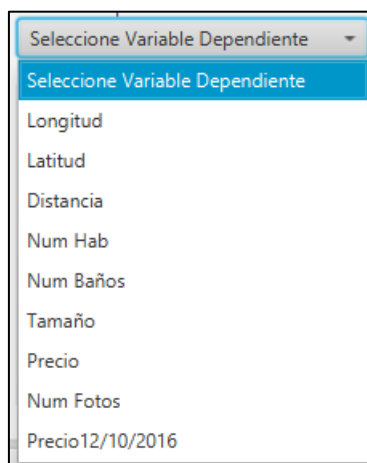 Seleccione Variable Dependiente
Seleccione Variable Dependiente
Longitud
Latitud
Distancia
Num Hab
Num Baños
Tamaño
Precio
Num Fotos
Precio12/10/2016